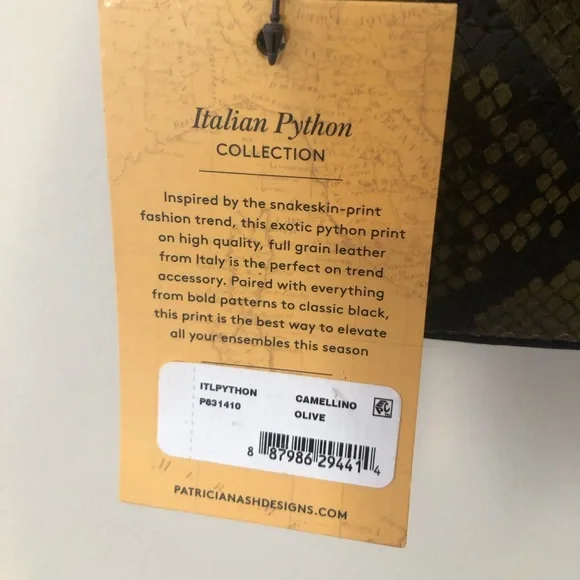 Italian Python
COLLECTION
Inspired by the snakeskin-print
fashion trend, this exotic python print
on high quality, full grain leather
from Italy is the perfect on trend
accessory. Paired with everything
from bold patterns to classic black,
this print is the best way to elevate
all your ensembles this season
ITLPYTHON CAMELLINO
P831410 OLIVE
8 87986 29441 4
PATRICIANASHDESIGNS.COM